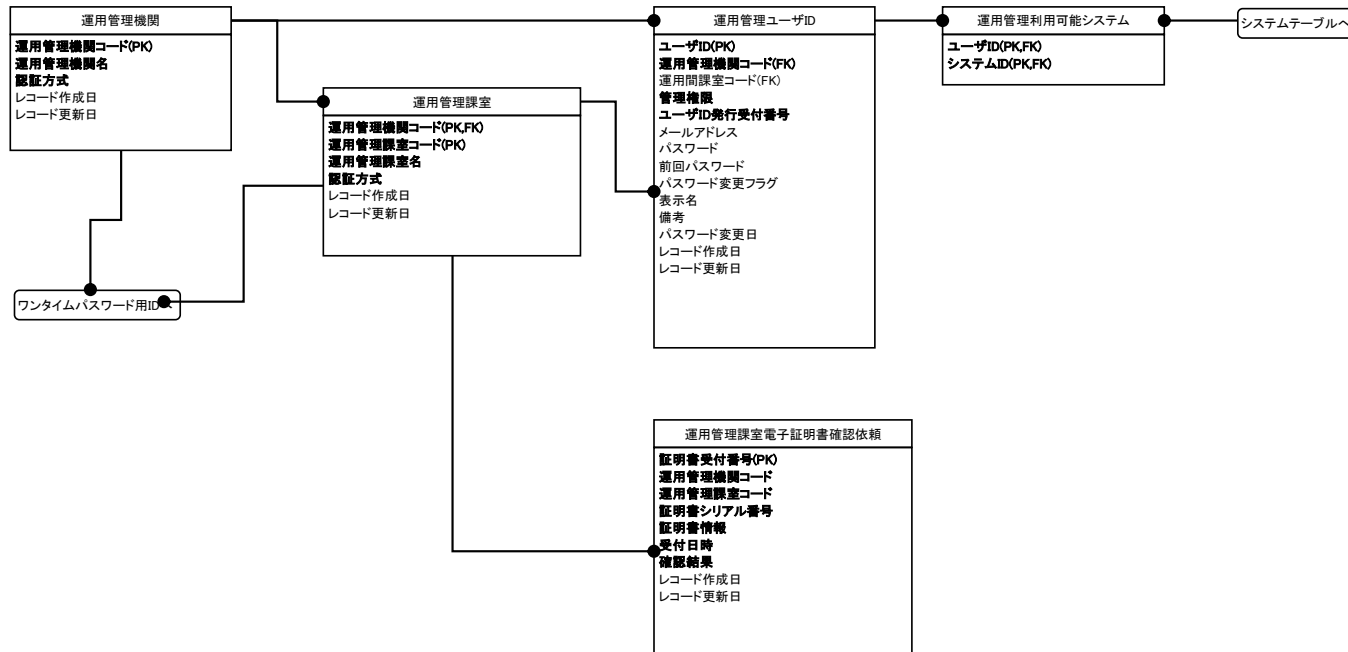 運用管理機関
運用管理機関コード(PK)
運用管理機関名
認証方式
レコード作成日
レコード更新日
運用管理課室
運用管理機関コード(PK,FK)
運用管理課室コード(PK)
運用管理課室名
認証方式
レコード作成日
レコード更新日
ワンタイムパスワード用IDへ
運用管理ユーザID
ユーザID(PK)
運用管理機関コード(FK)
運用間課室コード(FK)
管理権限
ユーザID発行受付番号
メールアドレス
パスワード
前回パスワード
パスワード変更フラグ
表示名
備考
パスワード変更日
レコード作成日
レコード更新日
運用管理利用可能システム
ユーザID(PK,FK)
システムID(PK,FK)
システムテーブルへ
運用管理課室電子証明書確認依頼
証明書受付番号(PK)
運用管理機関コード
運用管理課室コード
証明書シリアル番号
証明書情報
受付日時
確認結果
レコード作成日
レコード更新日